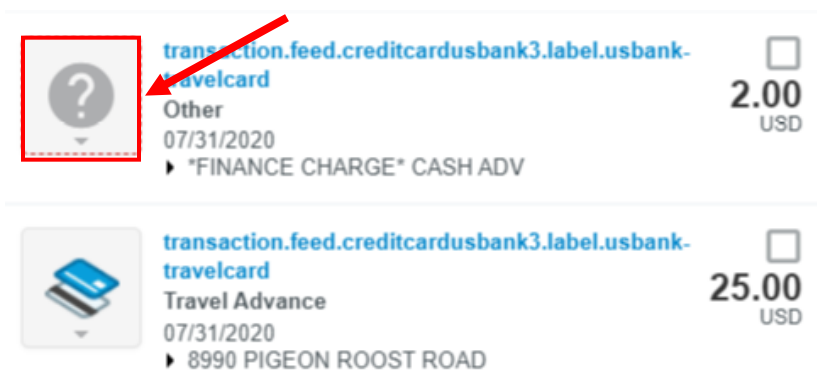 ?
transaction.feed.creditcardusbank3.label.usbank-
travelcard
Other
07/31/2020
*FINANCE CHARGE* CASH ADV
2.00
USD
transaction.feed.creditcardusbank3.label.usbank-
travelcard
Travel Advance
07/31/2020
8990 PIGEON ROOST ROAD
25.00
USD